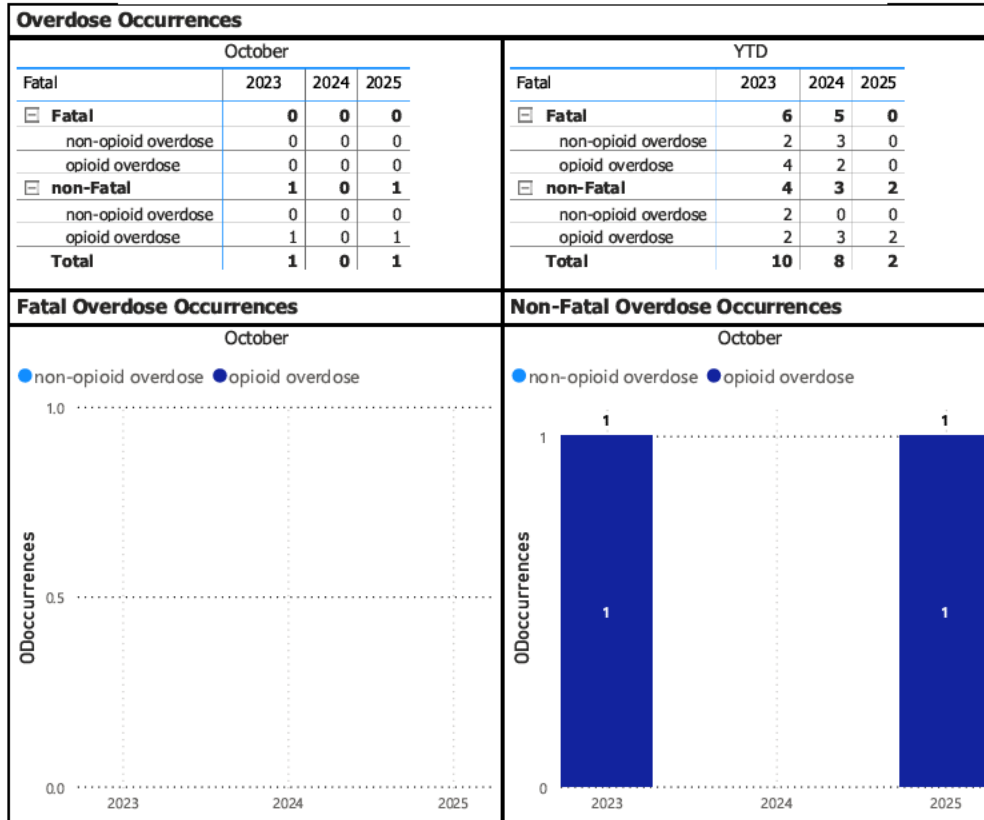 Overdose Occurrences
October
Fatal 2023 2024 2025
Fatal 0 0 0
non-opioid overdose 0 0 0
opioid overdose 0 0 0
non-Fatal 1 0 1
non-opioid overdose 0 0 0
opioid overdose 1 0 1
Total 1 0 1
YTD
Fatal 2023 2024 2025
Fatal 6 5 0
non-opioid overdose 2 3 0
opioid overdose 4 2 0
non-Fatal 4 3 2
non-opioid overdose 2 0 0
opioid overdose 2 3 2
Total 10 8 2
Fatal Overdose Occurrences
October
non-opioid overdose opioid overdose
1.0
0.5
0.0
ODoccurrences
2023 2024 2025
Non-Fatal Overdose Occurrences
October
non-opioid overdose opioid overdose
1 1
1
1 1
0
ODoccurrences
2023 2024 2025